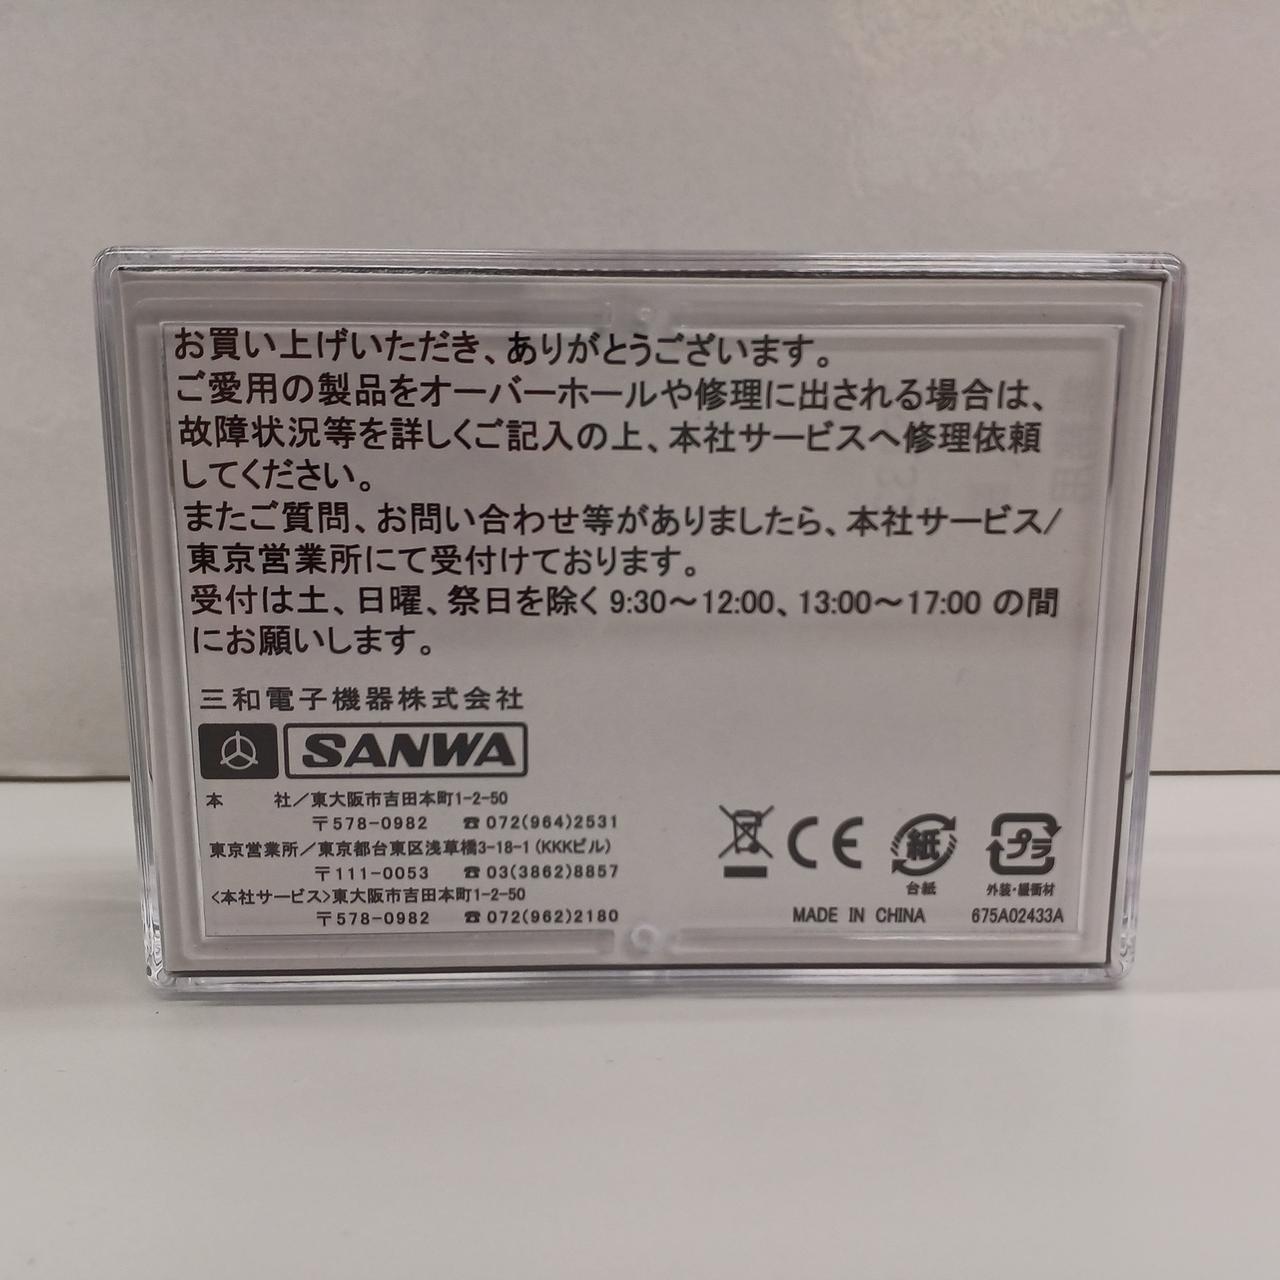 お買い上げいただき、ありがとうございます。
ご愛用の製品をオーバーホールや修理に出される場合は、
故障状況等を詳しくご記入の上、本社サービスへ修理依頼
してください。
またご質問、お問い合わせ等がありましたら、本社サービス/
東京営業所にて受付けております。
受付は土、日曜、祭日を除く 9:30～12:00、13:00～17:00 の間
にお願いします。
三和電子機器株式会社
SANWA
本　　社／東大阪市吉田本町1-2-50
〒578-0982　☎072(964)2531
東京営業所／東京都台東区浅草橋3-18-1(KKKビル)
〒111-0053　☎03(3862)8857
<本社サービス>東大阪市吉田本町1-2-50
〒578-0982　☎072(962)2180
CE
紙
台紙
プラ
外装・緩衝材
MADE IN CHINA
675A02433A